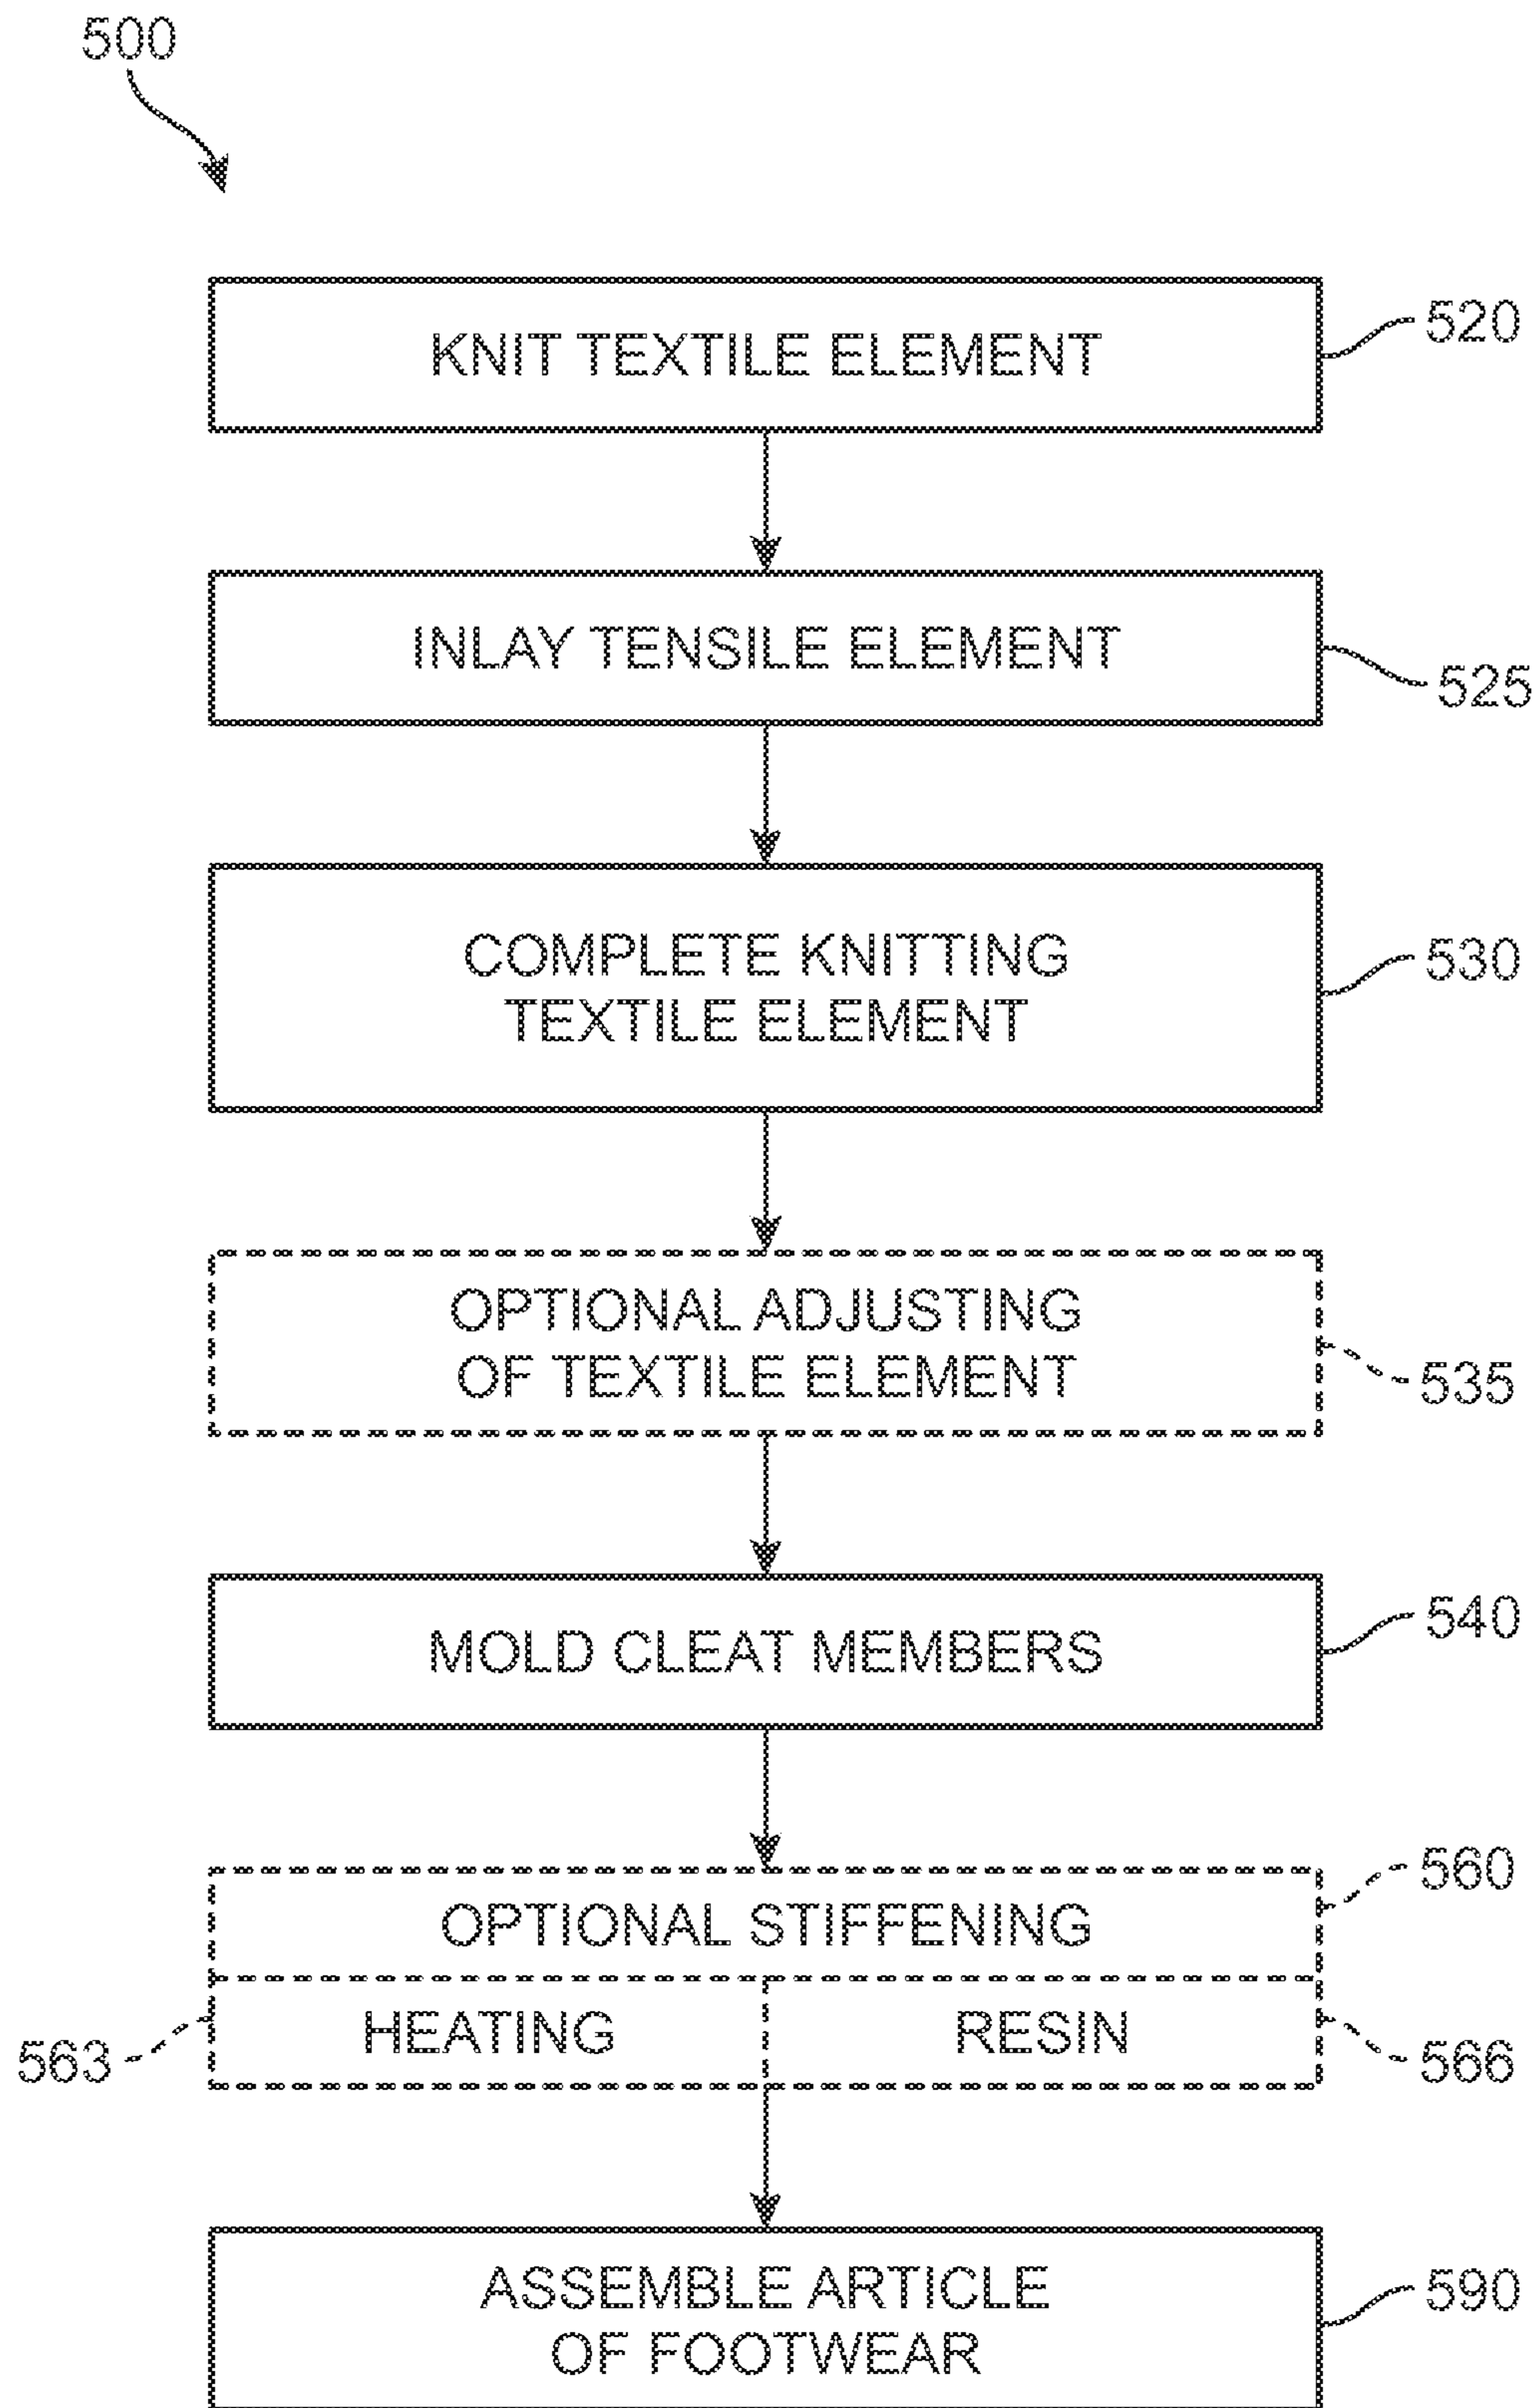 500
KNIT TEXTILE ELEMENT
520
INLAY TENSILE ELEMENT
525
COMPLETE KNITTING
TEXTILE ELEMENT
530
OPTIONAL ADJUSTING
OF TEXTILE ELEMENT
535
MOLD CLEAT MEMBERS
540
OPTIONAL STIFFENING
560
563
HEATING
RESIN
566
ASSEMBLE ARTICLE
OF FOOTWEAR
590